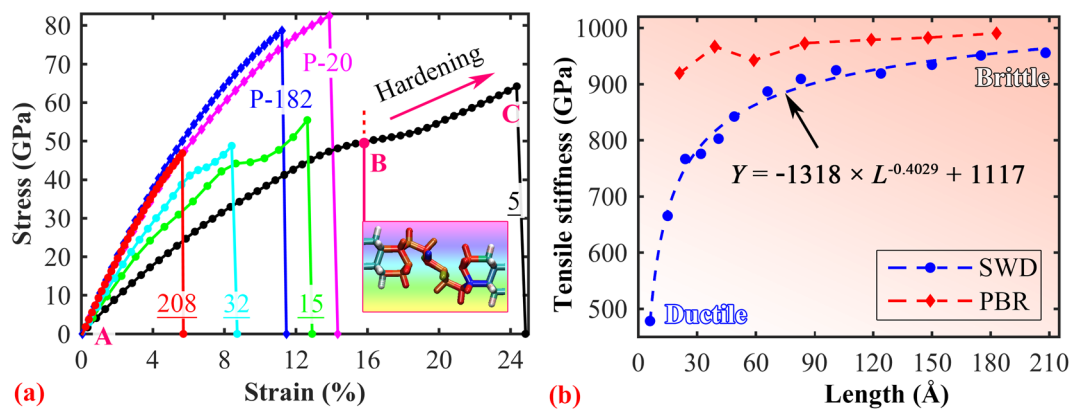 80
70
60
50
40
30
20
10
0
Stress (GPa)
0
4
8
12
16
20
24
Strain (%)
P-20
P-182
Hardening
A
B
C
208
32
15
5
(a)
1000
900
800
700
600
500
Tensile stiffness (GPa)
0
30
60
90
120
150
180
210
Length (Å)
Ductile
Brittle
Y = -1318 × L^-0.4029 + 1117
SWD
PBR
(b)